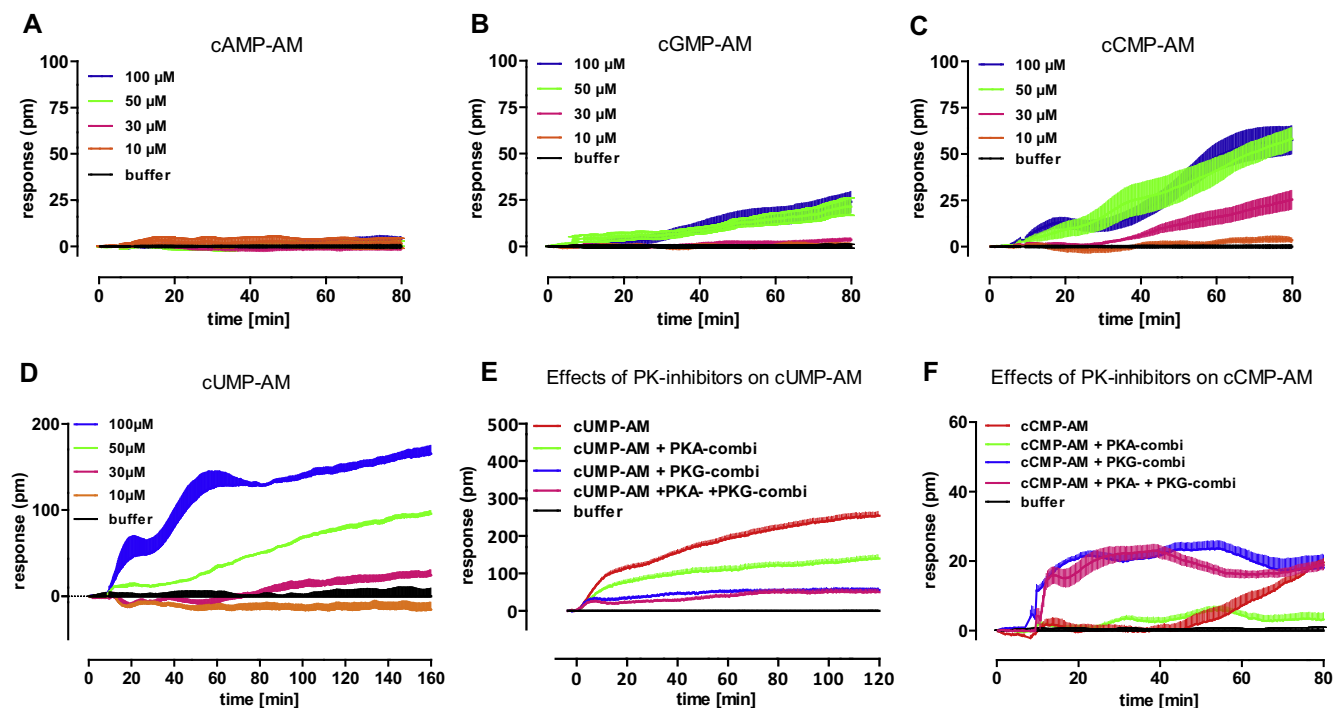 A
cAMP-AM
100 µM
50 µM
30 µM
10 µM
buffer
response (pm)
100
75
50
25
0
0 20 40 60 80
time [min]
B
cGMP-AM
100 µM
50 µM
30 µM
10 µM
buffer
response (pm)
100
75
50
25
0
0 20 40 60 80
time [min]
C
cCMP-AM
100 µM
50 µM
30 µM
10 µM
buffer
response (pm)
100
75
50
25
0
0 20 40 60 80
time [min]
D
cUMP-AM
100µM
50µM
30µM
10µM
buffer
response (pm)
200
100
0
0 20 40 60 80 100 120 140 160
time [min]
E
Effects of PK-inhibitors on cUMP-AM
cUMP-AM
cUMP-AM + PKA-combi
cUMP-AM + PKG-combi
cUMP-AM +PKA- +PKG-combi
buffer
response (pm)
500
400
300
200
100
0
0 20 40 60 80 100 120
time [min]
F
Effects of PK-inhibitors on cCMP-AM
cCMP-AM
cCMP-AM + PKA-combi
cCMP-AM + PKG-combi
cCMP-AM + PKA- + PKG-combi
buffer
response (pm)
60
40
20
0
0 20 40 60 80
time [min]